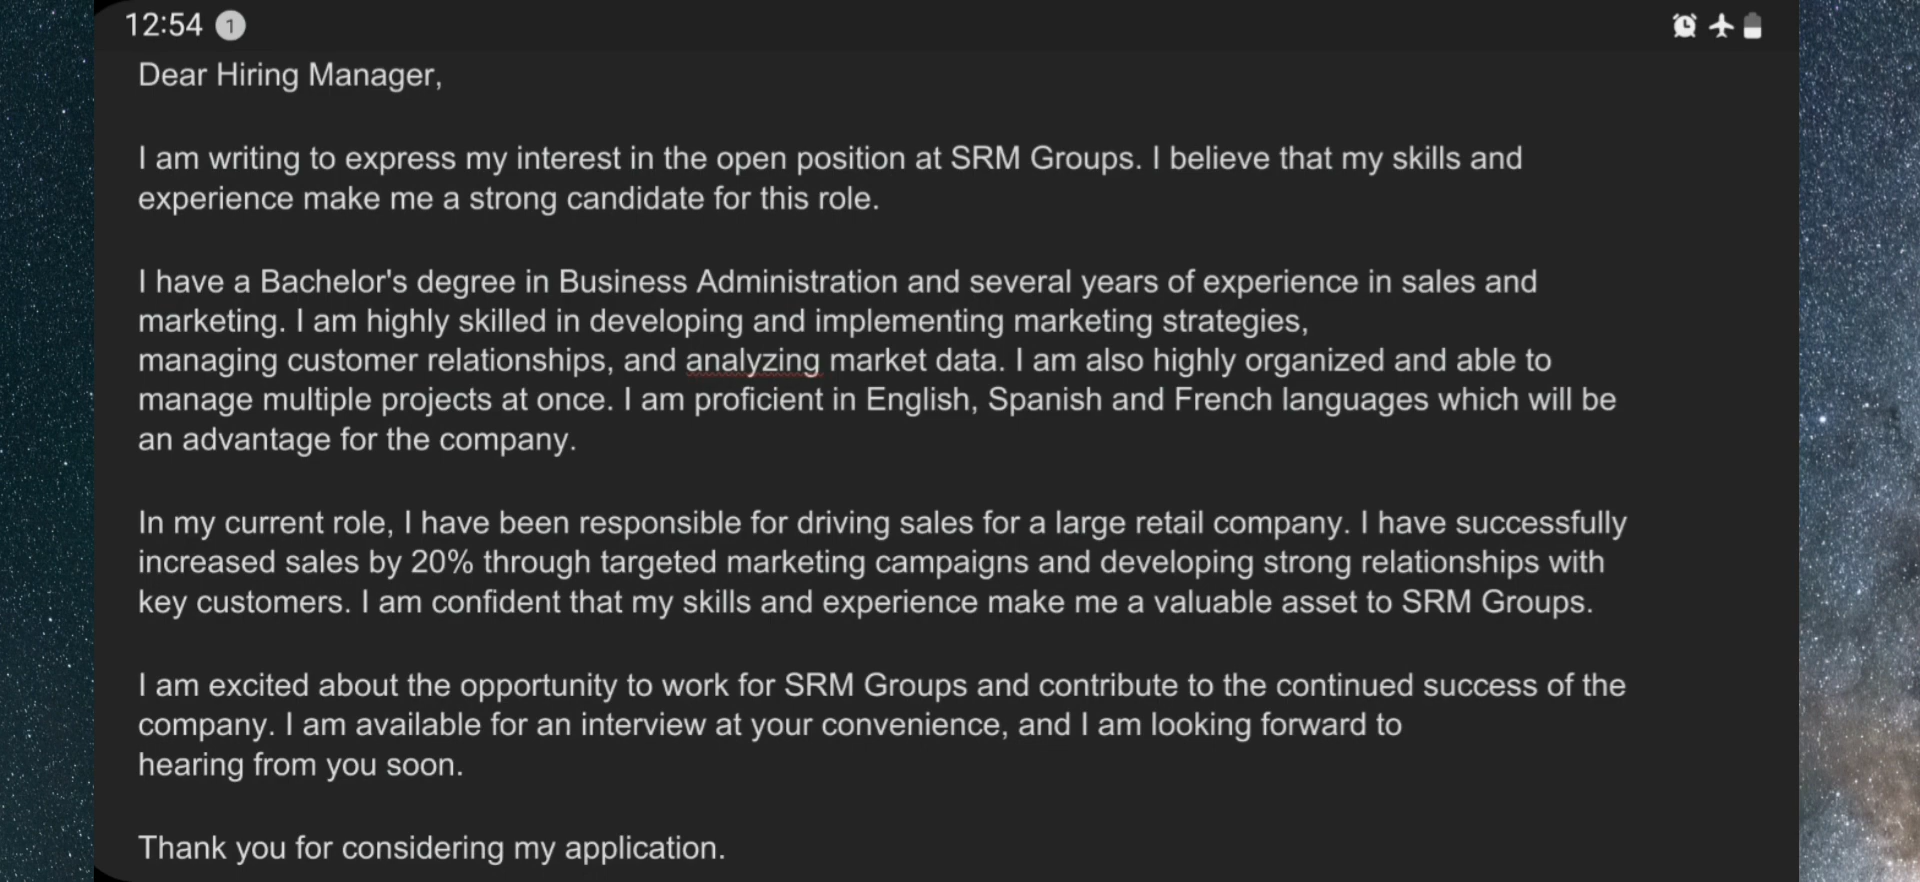 12:54 1
Dear Hiring Manager,
I am writing to express my interest in the open position at SRM Groups. I believe that my skills and
experience make me a strong candidate for this role.
I have a Bachelor's degree in Business Administration and several years of experience in sales and
marketing. I am highly skilled in developing and implementing marketing strategies,
managing customer relationships, and analyzing market data. I am also highly organized and able to
manage multiple projects at once. I am proficient in English, Spanish and French languages which will be
an advantage for the company.
In my current role, I have been responsible for driving sales for a large retail company. I have successfully
increased sales by 20% through targeted marketing campaigns and developing strong relationships with
key customers. I am confident that my skills and experience make me a valuable asset to SRM Groups.
I am excited about the opportunity to work for SRM Groups and contribute to the continued success of the
company. I am available for an interview at your convenience, and I am looking forward to
hearing from you soon.
Thank you for considering my application.